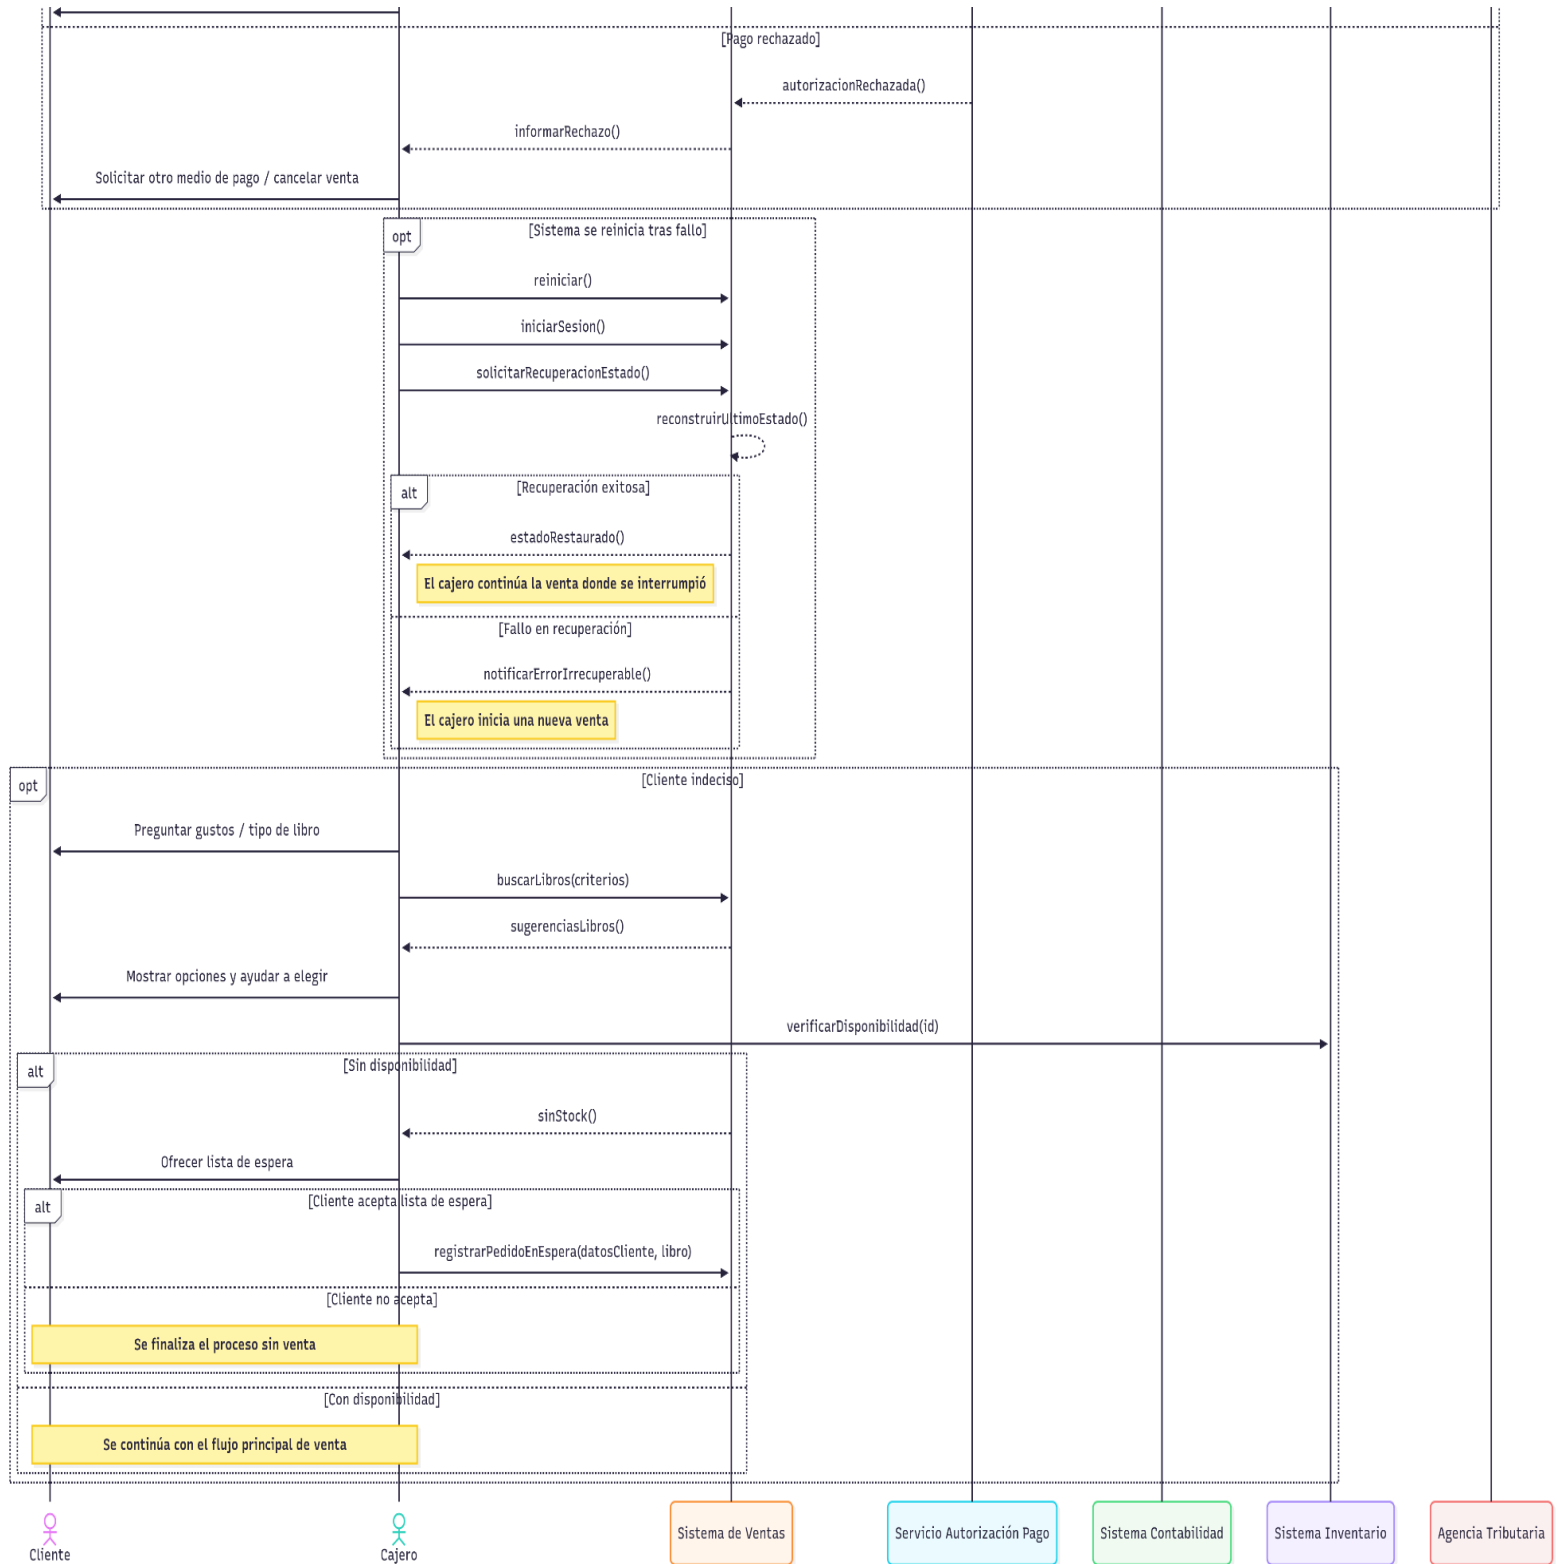 [Pago rechazado]
autorizacionRechazada()
informarRechazo()
Solicitar otro medio de pago / cancelar venta
opt
[Sistema se reinicia tras fallo]
reiniciar()
iniciarSesion()
solicitarRecuperacionEstado()
reconstruirUltimoEstado()
alt
[Recuperación exitosa]
estadoRestaurado()
El cajero continúa la venta donde se interrumpió
[Fallo en recuperación]
notificarErrorIrrecuperable()
El cajero inicia una nueva venta
opt
[Cliente indeciso]
Preguntar gustos / tipo de libro
buscarLibros(criterios)
sugerenciasLibros()
Mostrar opciones y ayudar a elegir
verificarDisponibilidad(id)
alt
[Sin disponibilidad]
sinStock()
Ofrecer lista de espera
alt
[Cliente acepta lista de espera]
registrarPedidoEnEspera(datosCliente, libro)
[Cliente no acepta]
Se finaliza el proceso sin venta
[Con disponibilidad]
Se continúa con el flujo principal de venta
Cliente
Cajero
Sistema de Ventas
Servicio Autorización Pago
Sistema Contabilidad
Sistema Inventario
Agencia Tributaria